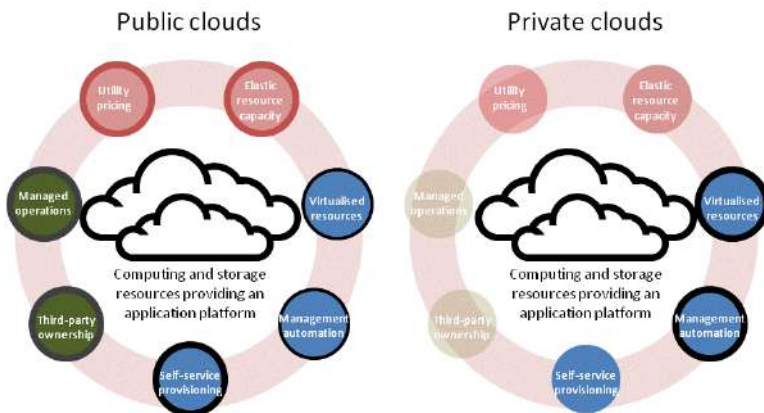 Public clouds
Utility
pricing
Elastic
resource
capacity
Managed
operations
Virtualised
resources
Computing and storage
resources providing an
application platform
Third-party
ownership
Management
automation
Self-service
provisioning
Private clouds
Utility
pricing
Elastic
resource
capacity
Managed
operations
Virtualised
resources
Computing and storage
resources providing an
application platform
Third-party
ownership
Management
automation
Self-service
provisioning